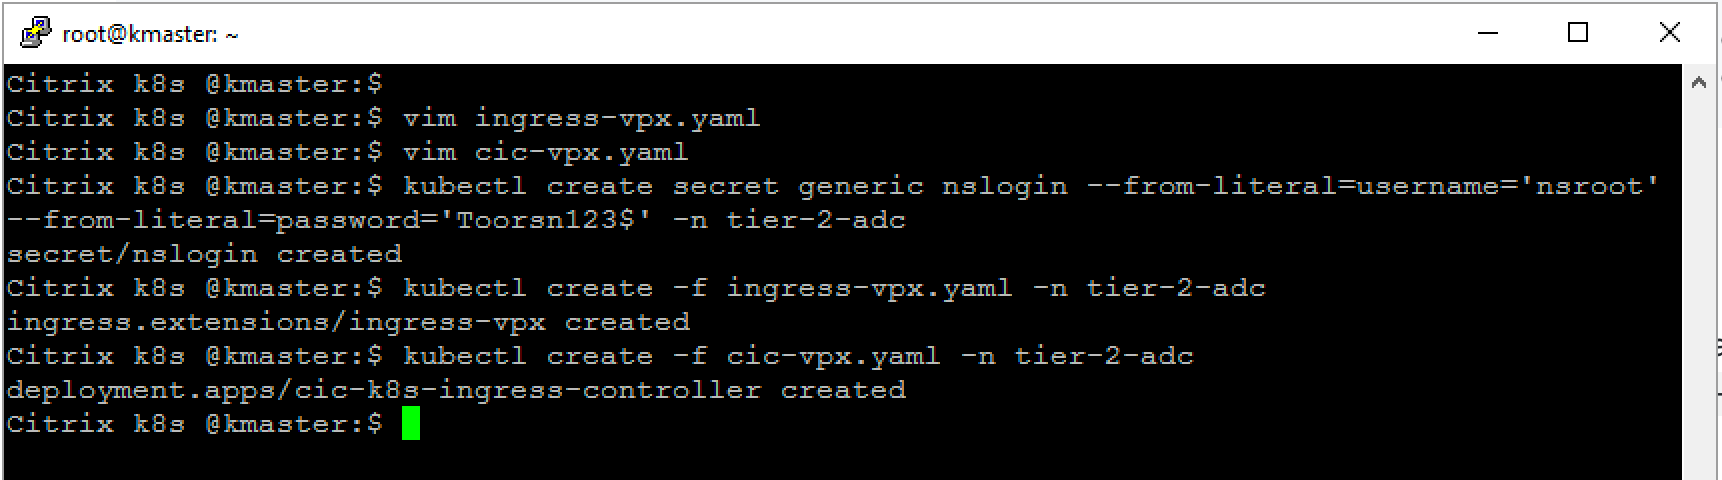 root@kmaster: ~
Citrix k8s @kmaster:$
Citrix k8s @kmaster:$ vim ingress-vpx.yaml
Citrix k8s @kmaster:$ vim cic-vpx.yaml
Citrix k8s @kmaster:$ kubectl create secret generic nslogin --from-literal=username='nsroot'
--from-literal=password='Toorsn123$' -n tier-2-adc
secret/nslogin created
Citrix k8s @kmaster:$ kubectl create -f ingress-vpx.yaml -n tier-2-adc
ingress.extensions/ingress-vpx created
Citrix k8s @kmaster:$ kubectl create -f cic-vpx.yaml -n tier-2-adc
deployment.apps/cic-k8s-ingress-controller created
Citrix k8s @kmaster:$